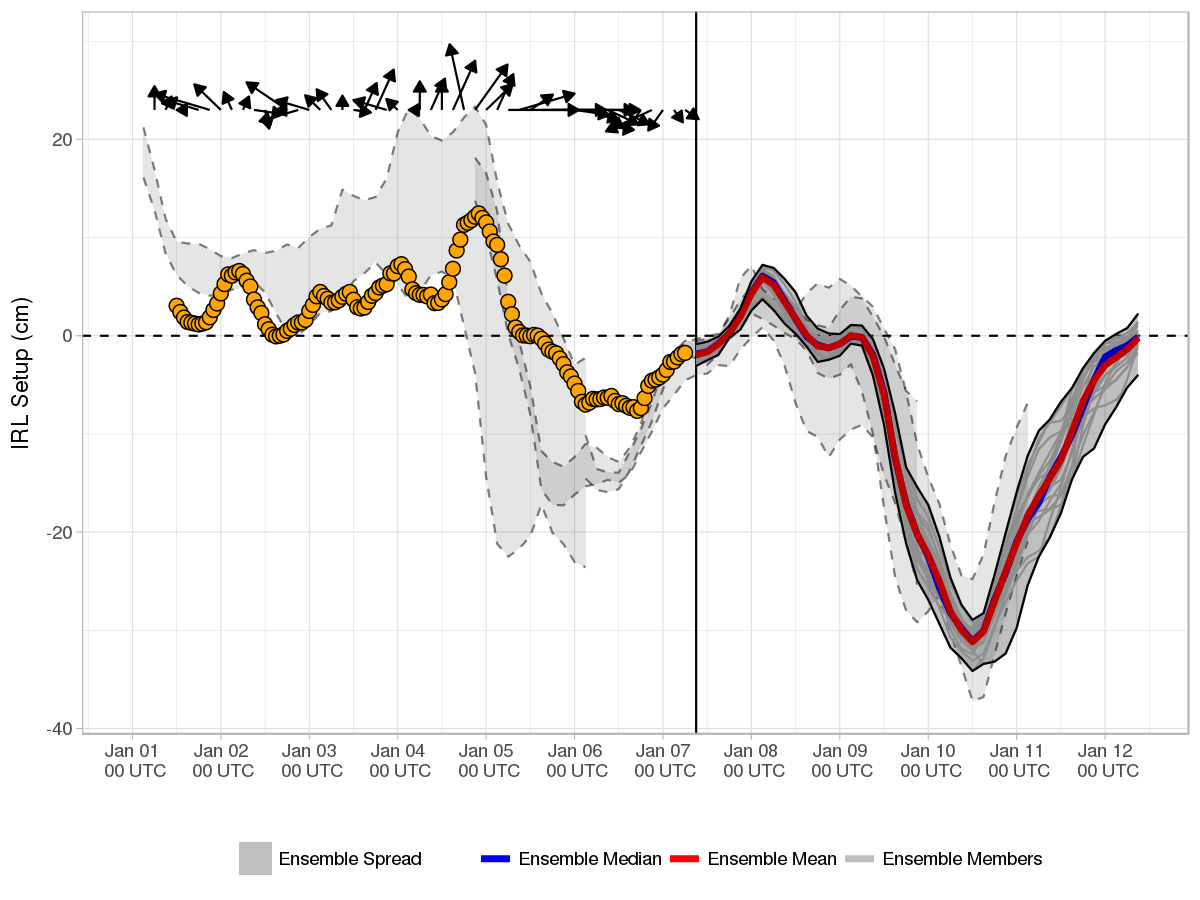 IRL Setup (cm)
20
0
-20
-40
Jan 01 Jan 02 Jan 03 Jan 04 Jan 05 Jan 06 Jan 07 Jan 08 Jan 09 Jan 10 Jan 11 Jan 12
00 UTC 00 UTC 00 UTC 00 UTC 00 UTC 00 UTC 00 UTC 00 UTC 00 UTC 00 UTC 00 UTC 00 UTC
Ensemble Spread Ensemble Median Ensemble Mean Ensemble Members